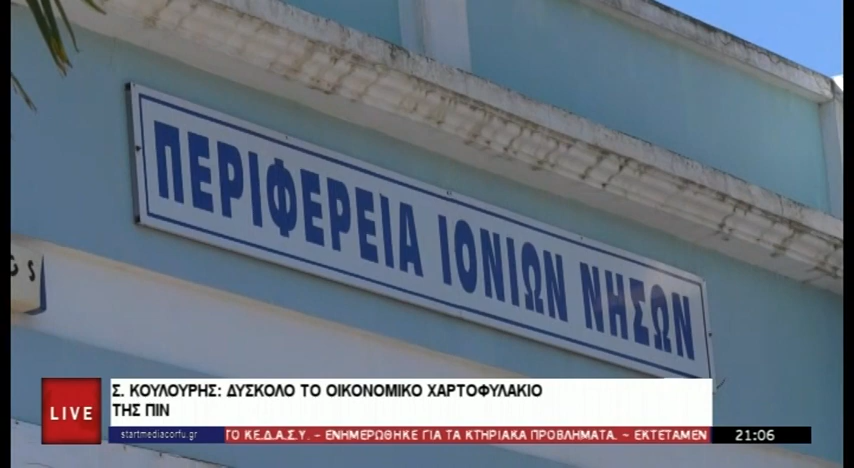 ΠΕΡΙΦΕΡΕΙΑ ΙΟΝΙΩΝ ΝΗΣΩΝ
LIVE
Σ. ΚΟΥΛΟΥΡΗΣ: ΔΥΣΚΟΛΟ ΤΟ ΟΙΚΟΝΟΜΙΚΟ ΧΑΡΤΟΦΥΛΑΚΙΟ
ΤΗΣ ΠΙΝ
startmediacorfu.gr
ΤΟ ΚΕ.Δ.Α.Σ.Υ. – ΕΝΗΜΕΡΩΘΗΚΕ ΓΙΑ ΤΑ ΚΤΗΡΙΑΚΑ ΠΡΟΒΛΗΜΑΤΑ. ~ ΕΚΤΕΤΑΜΕΝ
21:06